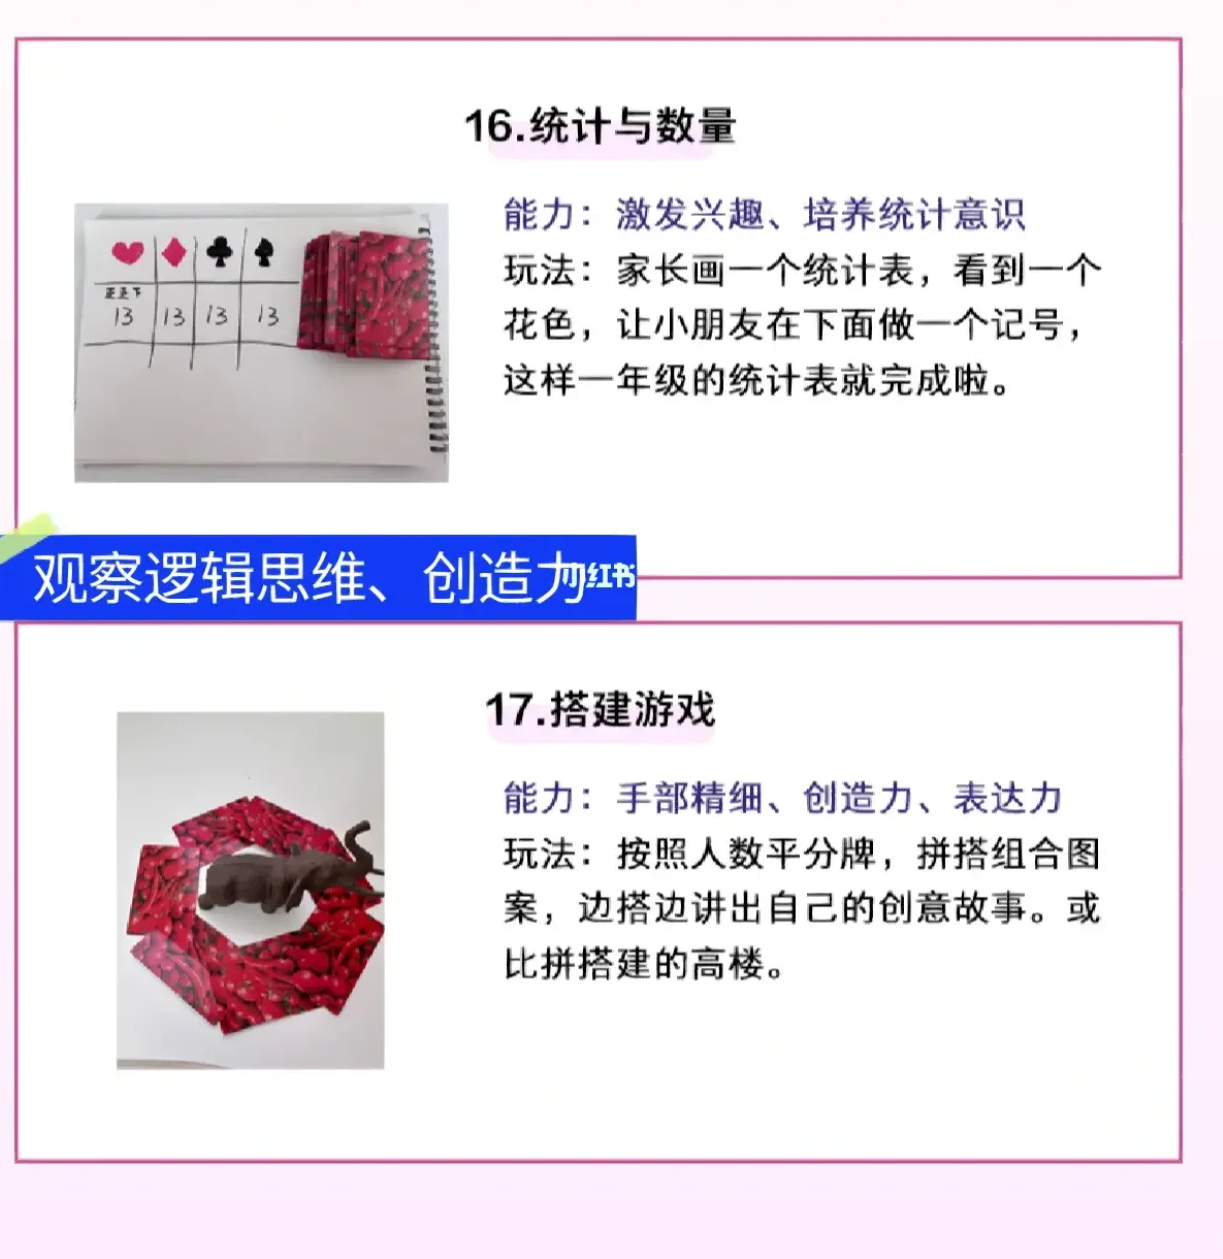 16.统计与数量
能力：激发兴趣、培养统计意识
玩法：家长画一个统计表，看到一个
花色，让小朋友在下面做一个记号，
这样一年级的统计表就完成啦。
正正下
13 13 13 13
观察逻辑思维、创造力
小红书
17.搭建游戏
能力：手部精细、创造力、表达力
玩法：按照人数平分牌，拼搭组合图
案，边搭边讲出自己的创意故事。或
比拼搭建的高楼。